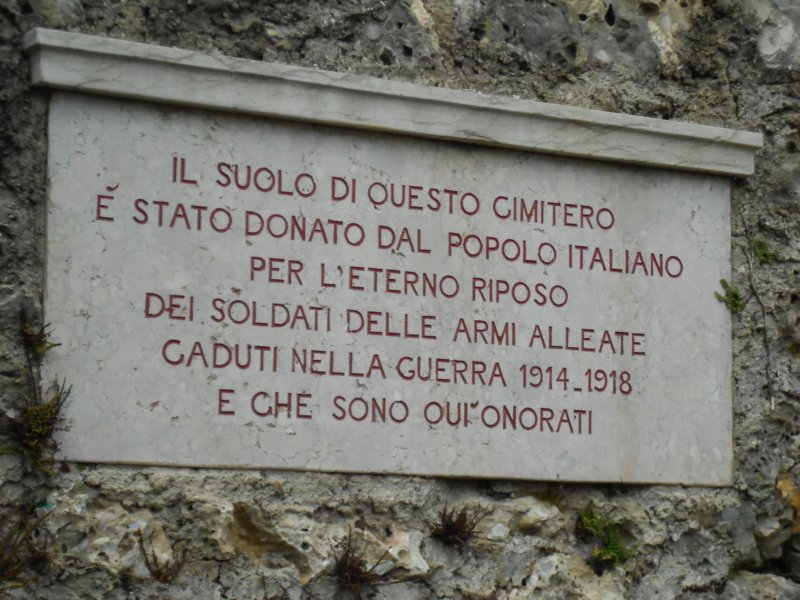 IL SUOLO DI QUESTO CIMITERO
É STATO DONATO DAL POPOLO ITALIANO
PER L'ETERNO RIPOSO
DEI SOLDATI DELLE ARMI ALLEATE
CADUTI NELLA GUERRA 1914-1918
E CHE SONO QUI' ONORATI